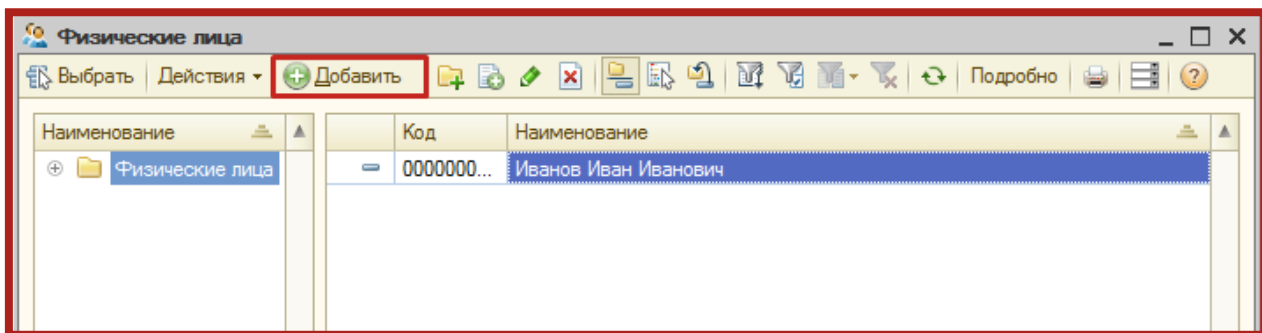 Физические лица
Выбрать Действия Добавить Подробно
Наименование Код Наименование
Физические лица 0000000... Иванов Иван Иванович